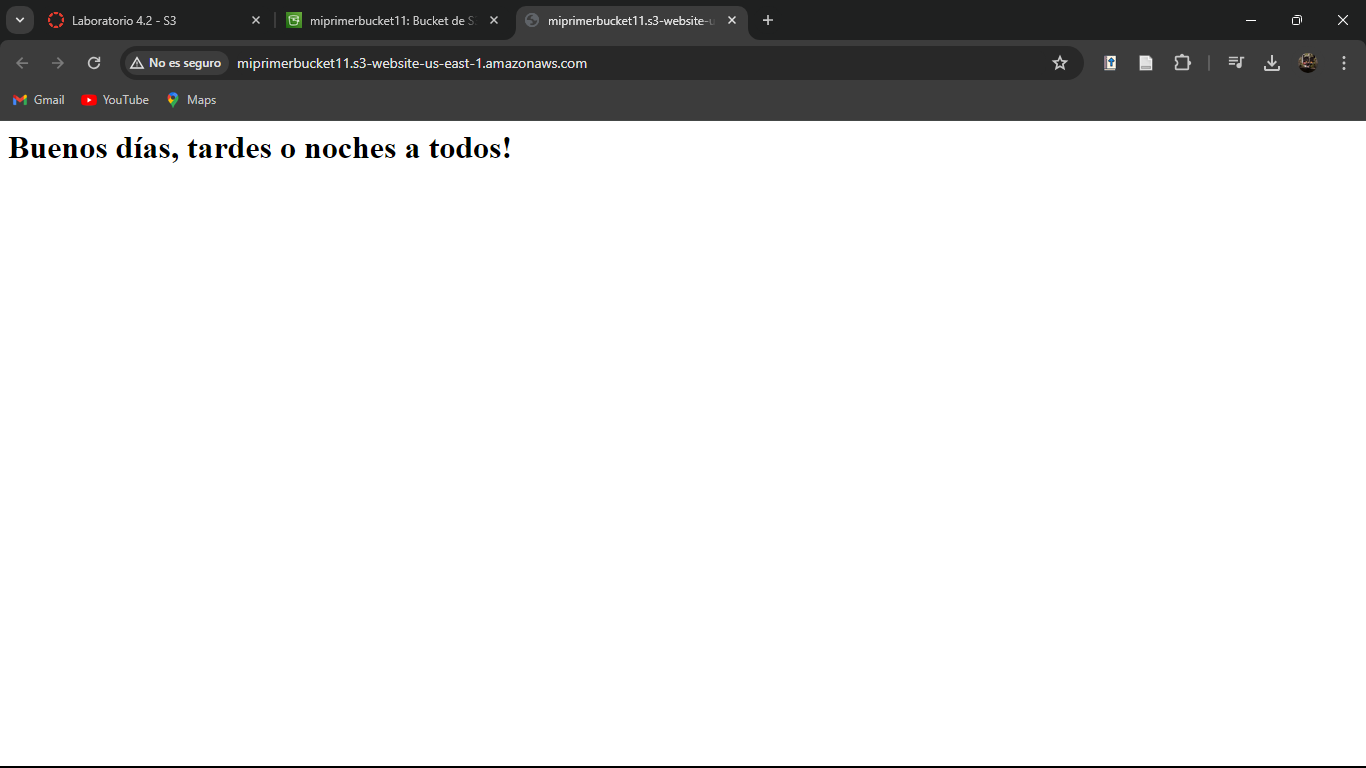 Laboratorio 4.2 - S3
miprimerbucket11: Bucket de S
miprimerbucket11.s3-website-u
No es seguro
miprimerbucket11.s3-website-us-east-1.amazonaws.com
Gmail
YouTube
Maps
Buenos días, tardes o noches a todos!